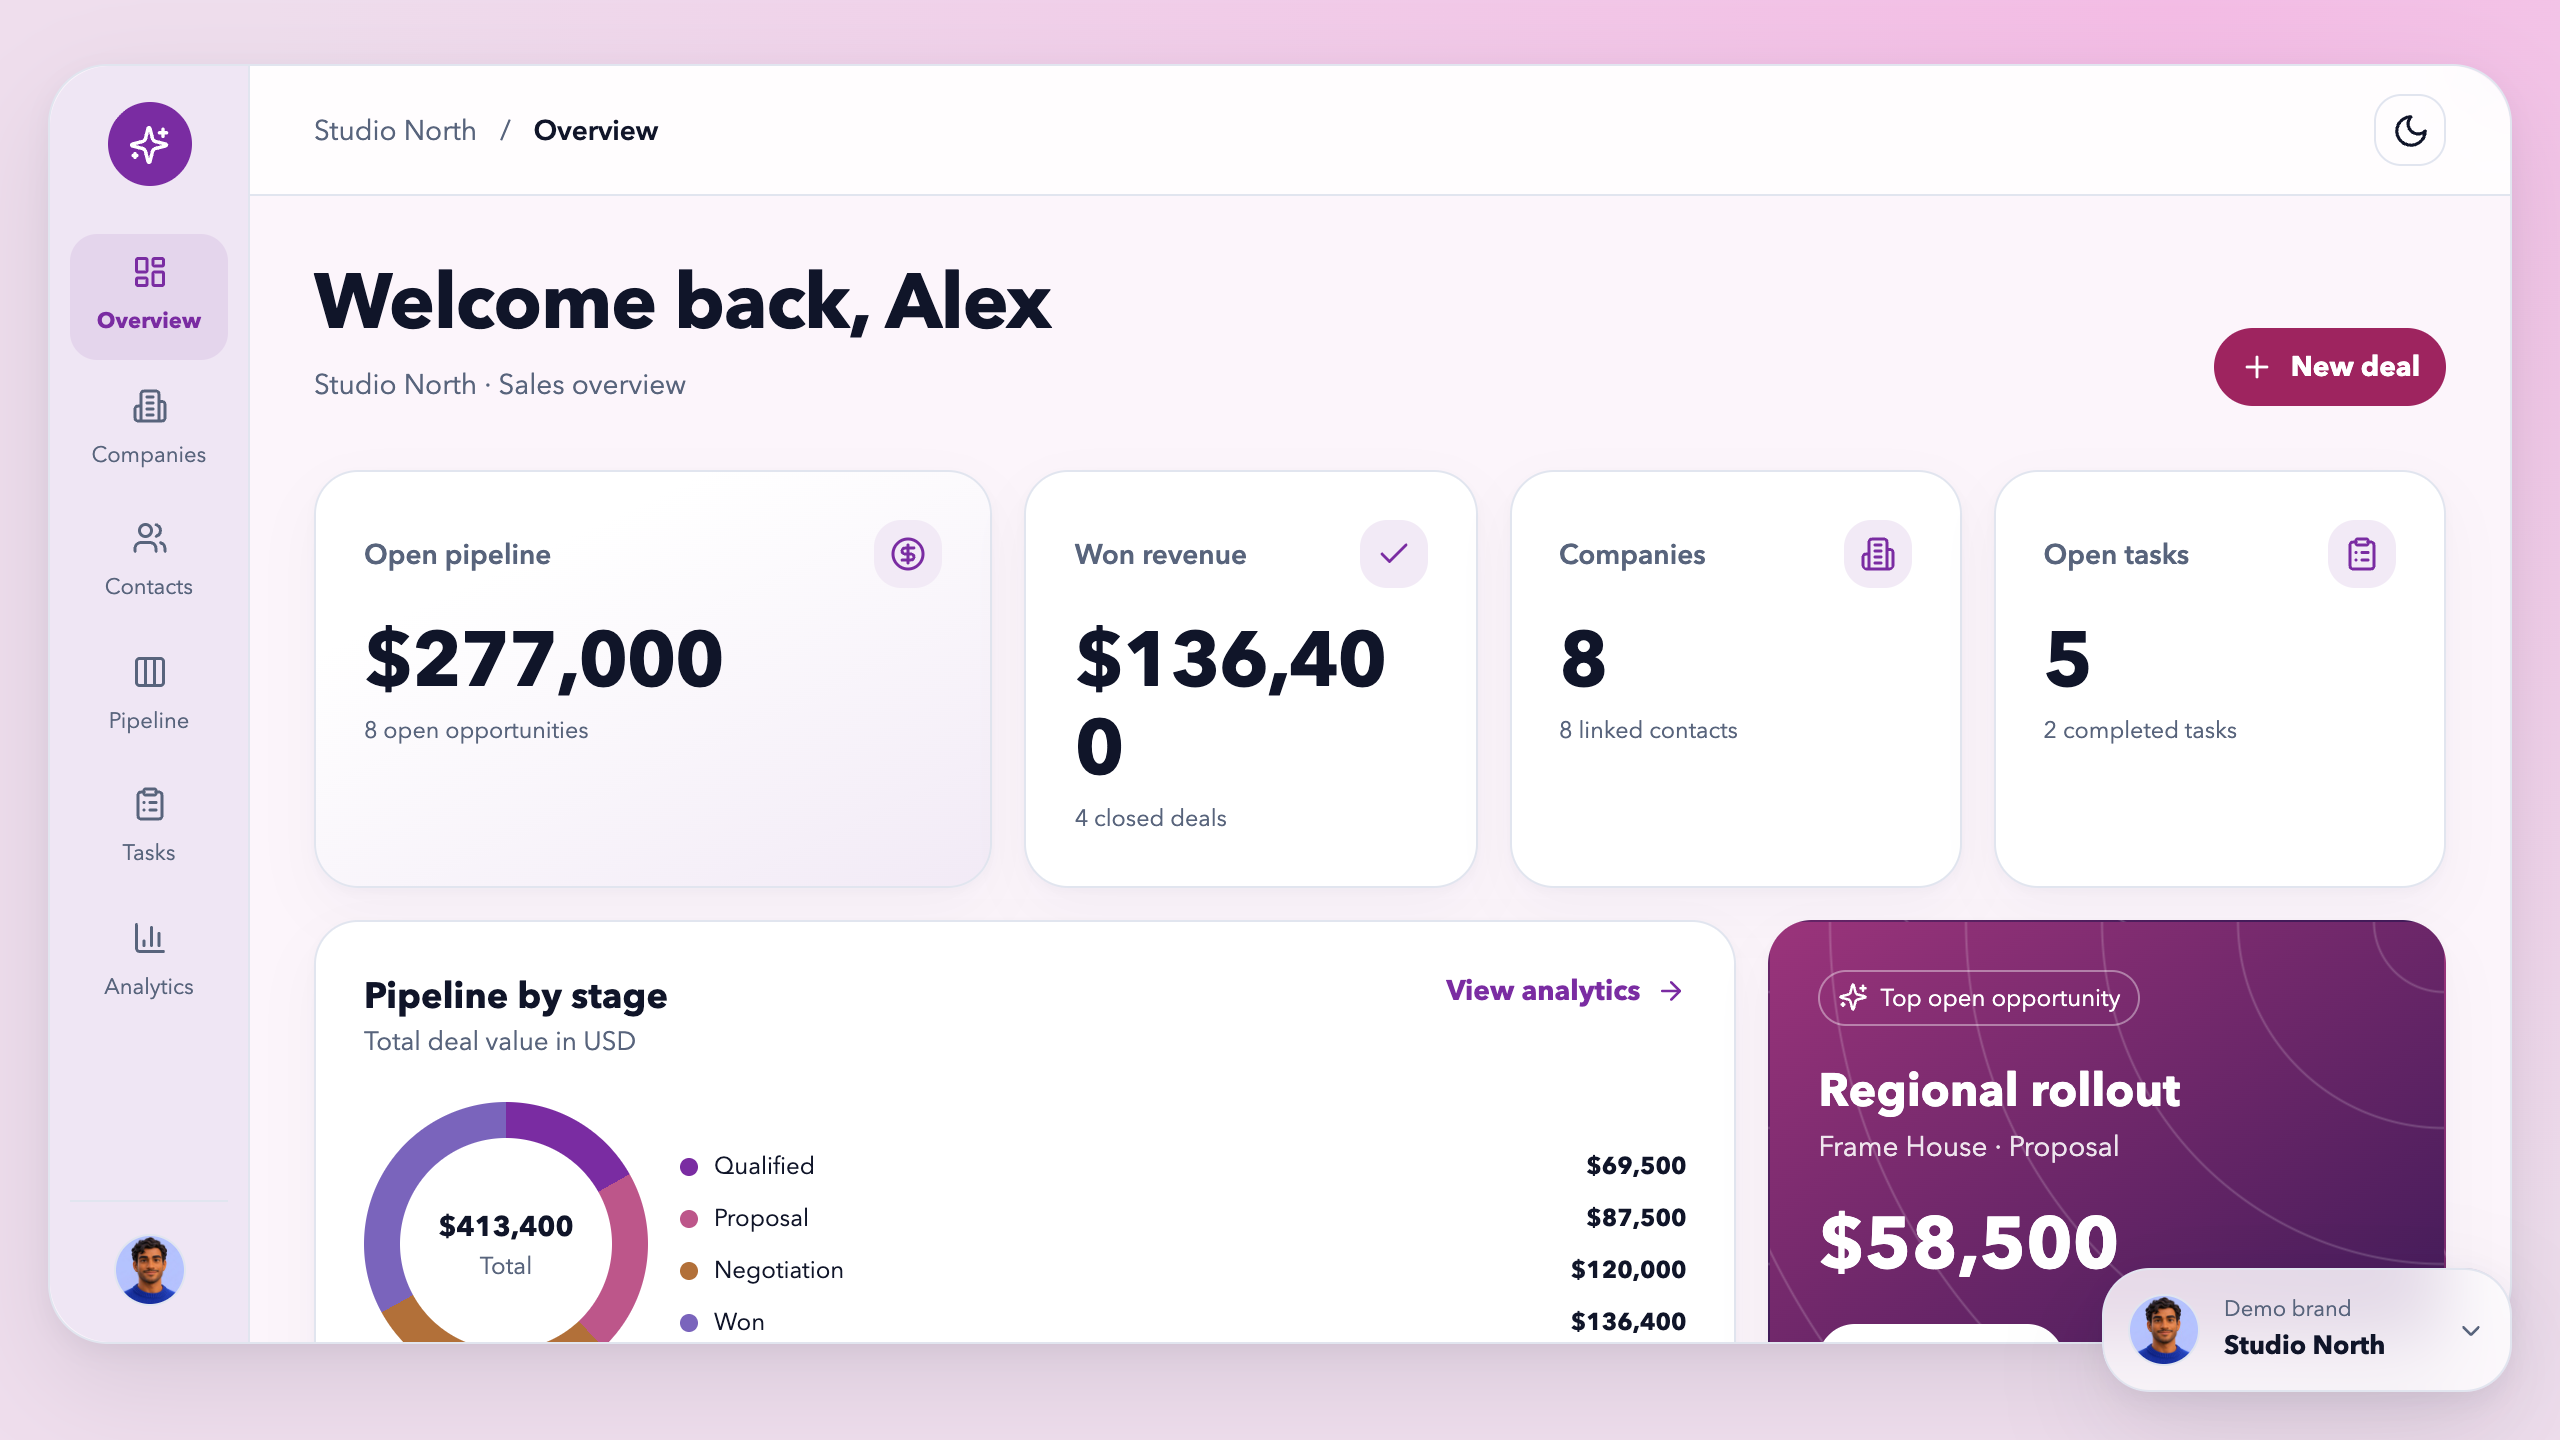 Studio North / Overview
Overview
Companies
Contacts
Pipeline
Tasks
Analytics
Welcome back, Alex
Studio North · Sales overview
New deal
Open pipeline
$277,000
8 open opportunities
Won revenue
$136,40
0
4 closed deals
Companies
8
8 linked contacts
Open tasks
5
2 completed tasks
Pipeline by stage
Total deal value in USD
View analytics
$413,400
Total
Qualified $69,500
Proposal $87,500
Negotiation $120,000
Won $136,400
Top open opportunity
Regional rollout
Frame House · Proposal
$58,500
Demo brand
Studio North